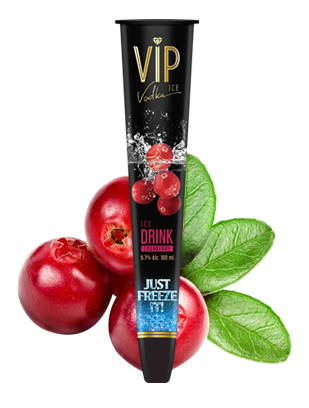 VIP
Vodka ICE
ICE
DRINK
CRANBERRY
5.7% Alc. 100 ml.
JUST
FREEZE
IT!